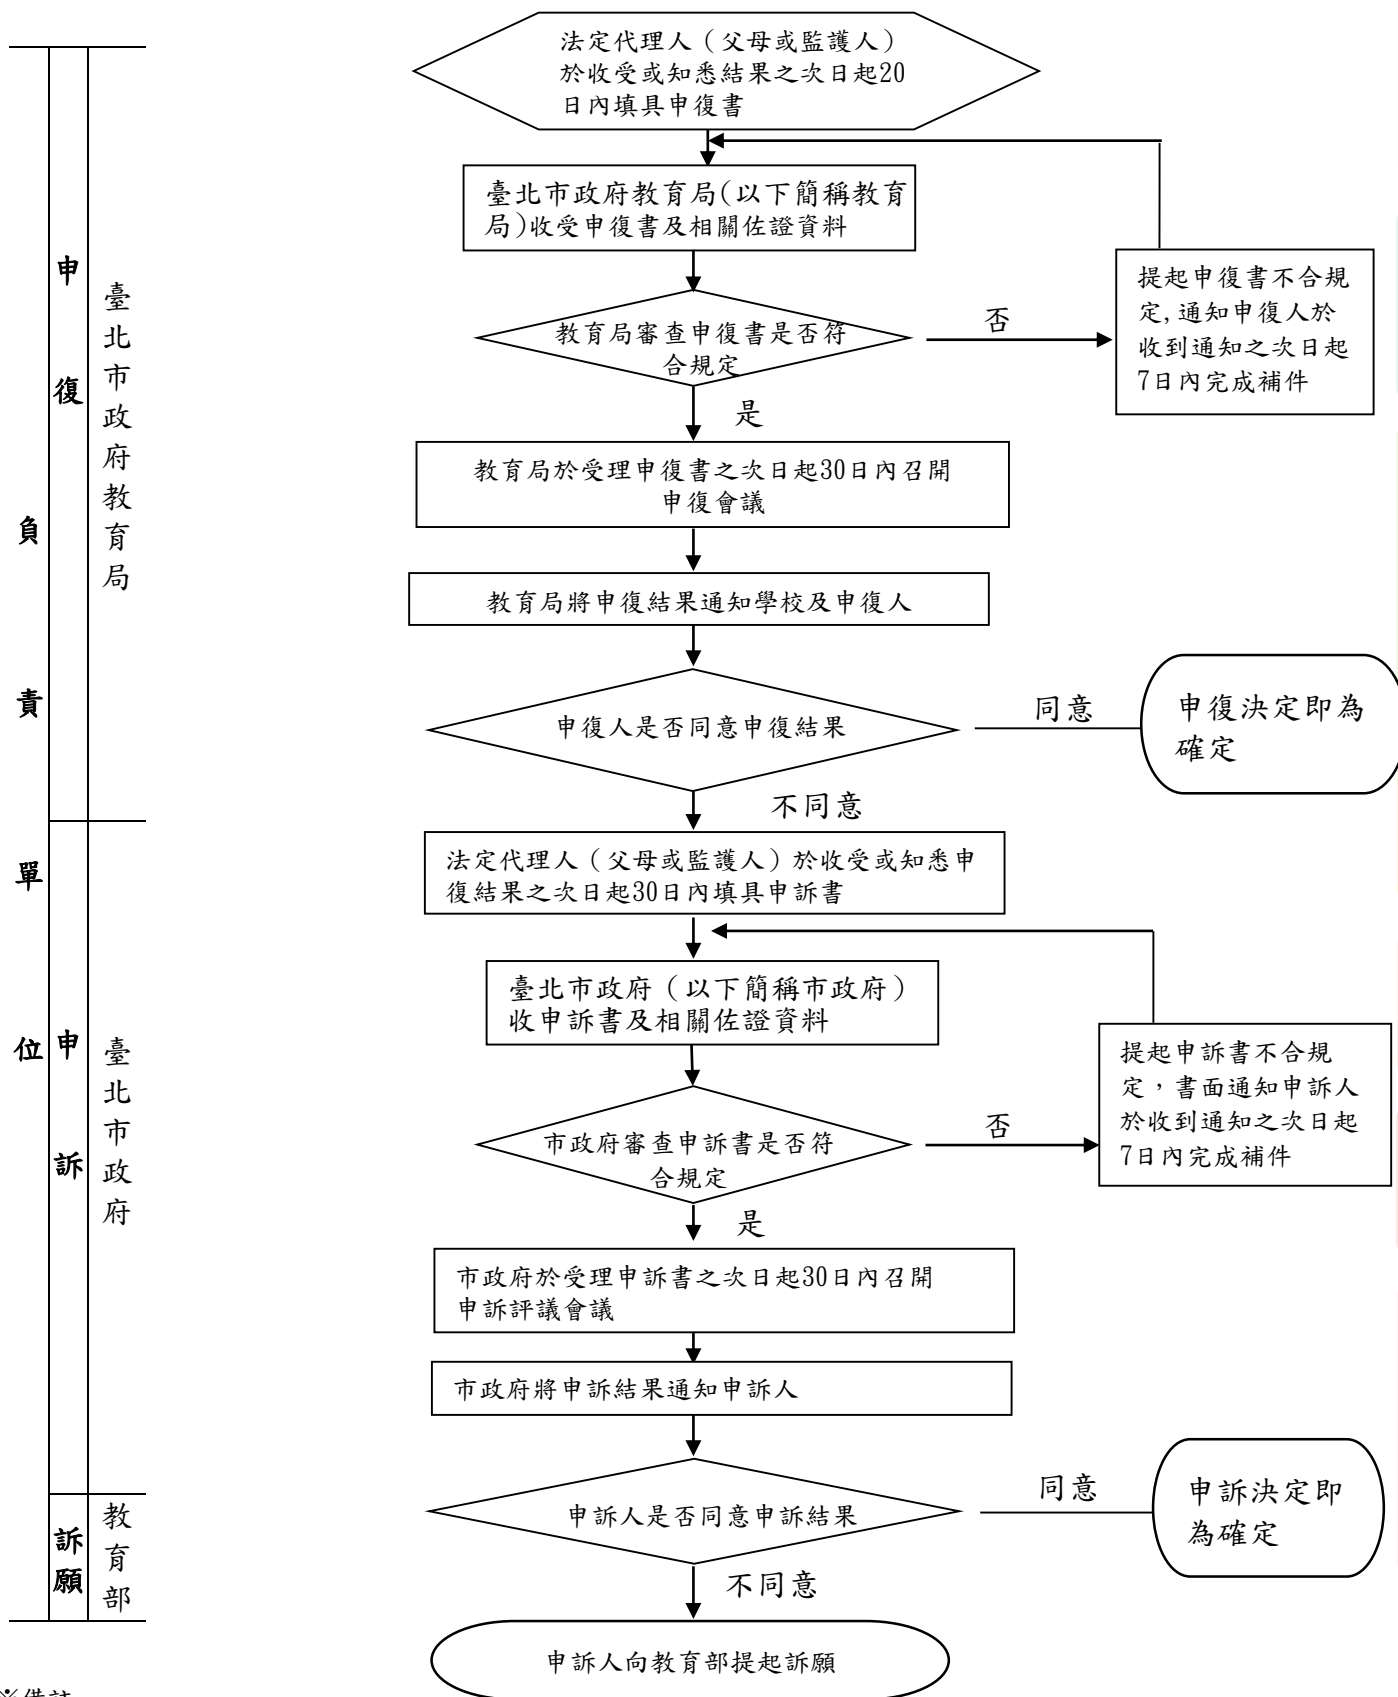 法定代理人（父母或監護人）
於收受或知悉結果之次日起20
日內填具申復書
臺北市政府教育局(以下簡稱教育
局)收受申復書及相關佐證資料
教育局審查申復書是否符
合規定
否
提起申復書不合規
定,通知申復人於
收到通知之次日起
7日內完成補件
是
教育局於受理申復書之次日起30日內召開
申復會議
教育局將申復結果通知學校及申復人
申復人是否同意申復結果
同意
申復決定即為
確定
不同意
法定代理人（父母或監護人）於收受或知悉申
復結果之次日起30日內填具申訴書
臺北市政府（以下簡稱市政府）
收申訴書及相關佐證資料
市政府審查申訴書是否符
合規定
否
提起申訴書不合規
定，書面通知申訴人
於收到通知之次日起
7日內完成補件
是
市政府於受理申訴書之次日起30日內召開
申訴評議會議
市政府將申訴結果通知申訴人
申訴人是否同意申訴結果
同意
申訴決定即
為確定
不同意
申訴人向教育部提起訴願
負責單位
申復
臺北市政府教育局
申訴
臺北市政府
訴願
教育部
※備註